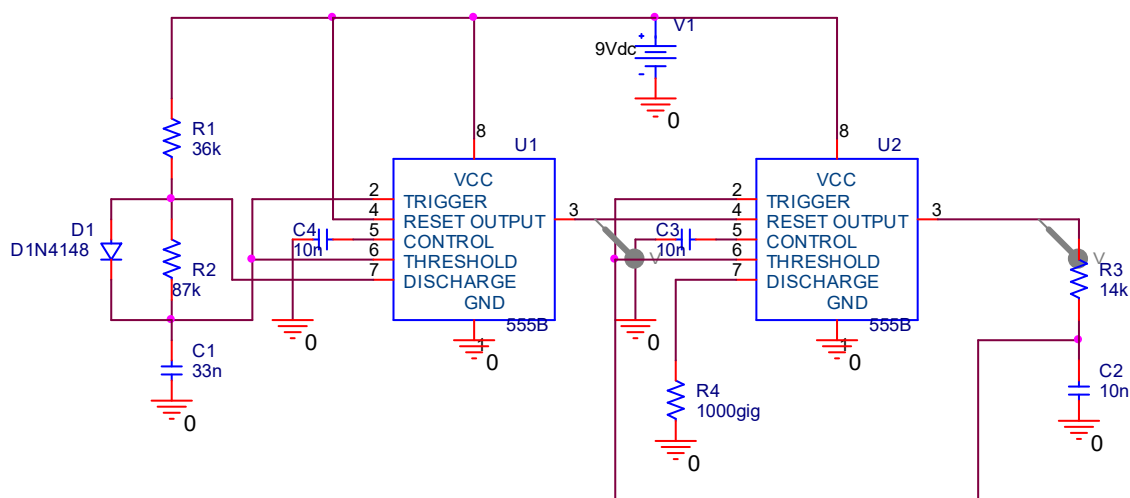 V1
9Vdc
0
R1
36k
8
U1
8
U2
VCC
2
TRIGGER
4
RESET OUTPUT
3
5
CONTROL
6
THRESHOLD
7
DISCHARGE
GND
555B
1
0
VCC
2
TRIGGER
4
RESET OUTPUT
3
5
CONTROL
6
THRESHOLD
7
DISCHARGE
GND
555B
1
0
D1
D1N4148
R2
87k
C4
10n
0
C3
10n
0
V
V
R3
14k
C1
33n
0
R4
1000gig
0
C2
10n
0